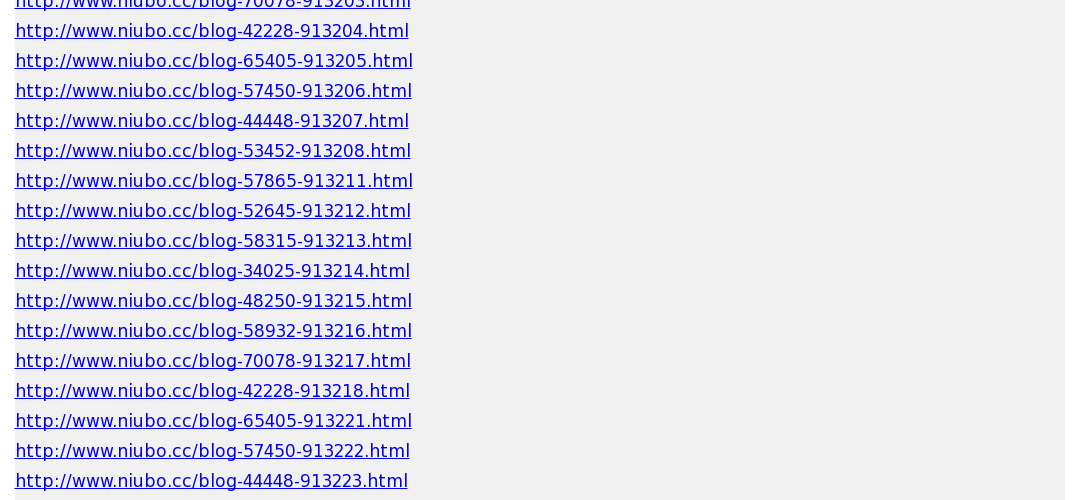 http://www.niubo.cc/blog-70078-913203.html
http://www.niubo.cc/blog-42228-913204.html
http://www.niubo.cc/blog-65405-913205.html
http://www.niubo.cc/blog-57450-913206.html
http://www.niubo.cc/blog-44448-913207.html
http://www.niubo.cc/blog-53452-913208.html
http://www.niubo.cc/blog-57865-913211.html
http://www.niubo.cc/blog-52645-913212.html
http://www.niubo.cc/blog-58315-913213.html
http://www.niubo.cc/blog-34025-913214.html
http://www.niubo.cc/blog-48250-913215.html
http://www.niubo.cc/blog-58932-913216.html
http://www.niubo.cc/blog-70078-913217.html
http://www.niubo.cc/blog-42228-913218.html
http://www.niubo.cc/blog-65405-913221.html
http://www.niubo.cc/blog-57450-913222.html
http://www.niubo.cc/blog-44448-913223.html